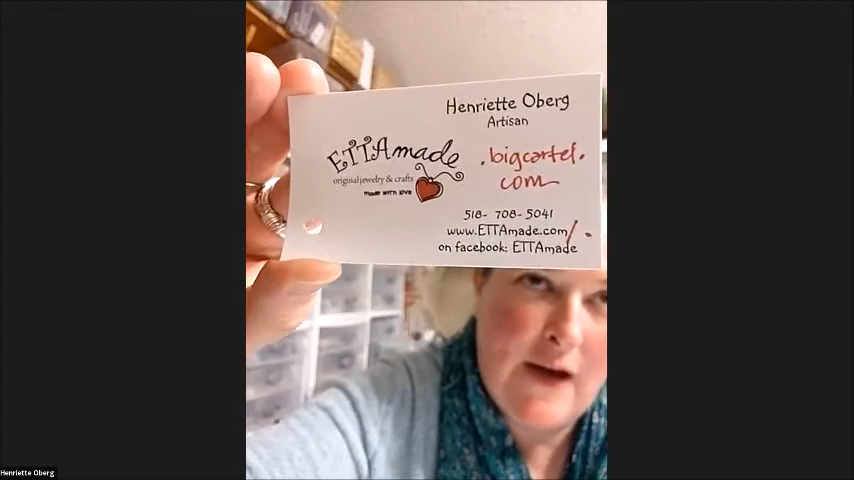 Henriette Oberg
Artisan
ETTAmade
original jewelry & crafts
made with love
.bigcartel.
com
518- 708-5041
www.ETTAmade.com/.
on facebook: ETTAmade
Henriette Oberg